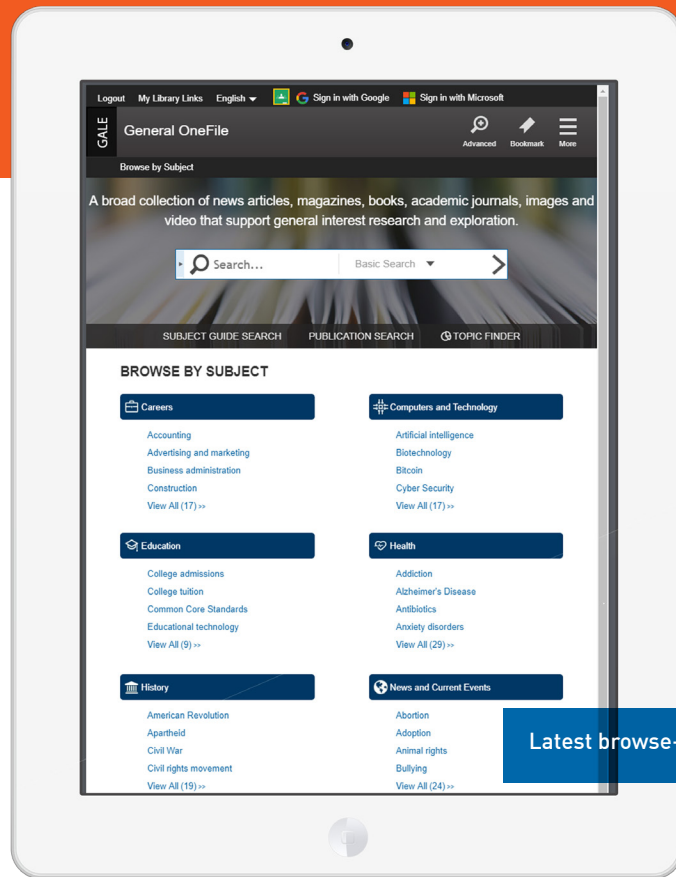 Logout My Library Links English Sign in with Google Sign in with Microsoft
GALE
General OneFile
Advanced Bookmark More
Browse by Subject
A broad collection of news articles, magazines, books, academic journals, images and
video that support general interest research and exploration.
Search... Basic Search
SUBJECT GUIDE SEARCH PUBLICATION SEARCH TOPIC FINDER
BROWSE BY SUBJECT
Careers
Accounting
Advertising and marketing
Business administration
Construction
View All (17) >>
Computers and Technology
Artificial intelligence
Biotechnology
Bitcoin
Cyber Security
View All (17) >>
Education
College admissions
College tuition
Common Core Standards
Educational technology
View All (9) >>
Health
Addiction
Alzheimer's Disease
Antibiotics
Anxiety disorders
View All (29) >>
History
American Revolution
Apartheid
Civil War
Civil rights movement
View All (19) >>
News and Current Events
Abortion
Adoption
Animal rights
Bullying
View All (24) >>
Latest browse-